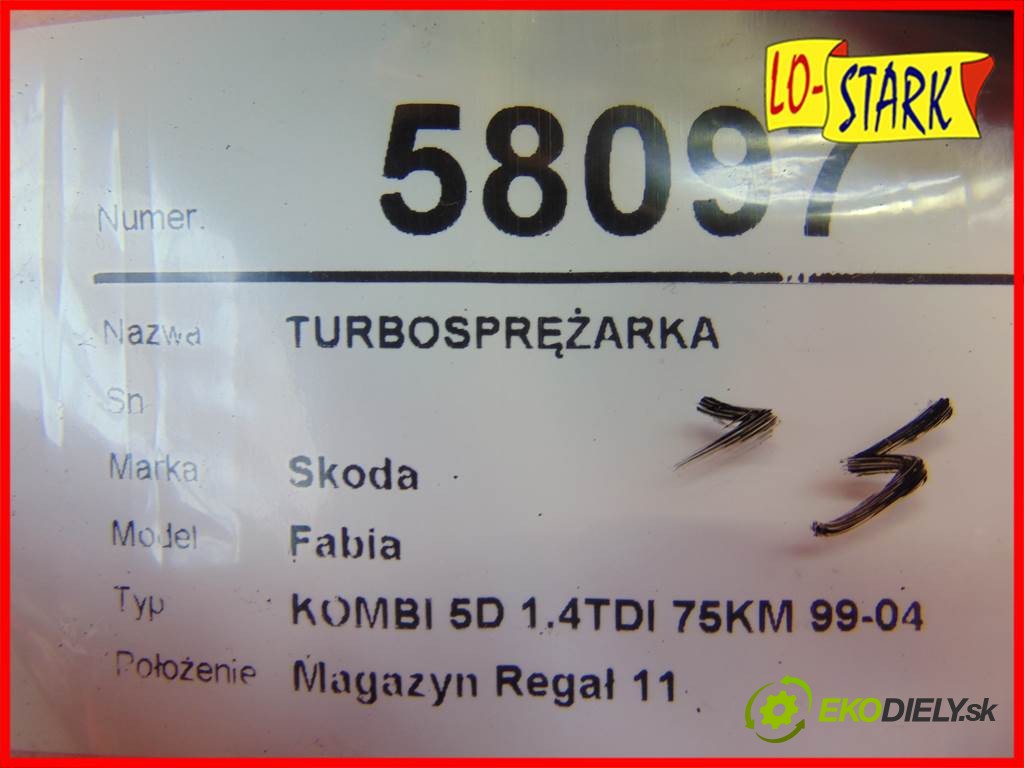 LO-STARK
Numer. 58097
Nazwa TURBOSPRĘŻARKA
Sn
Marka Skoda
75
Model Fabia
Typ KOMBI 5D 1.4TDI 75KM 99-04
Położenie Magazyn Regał 11
EKODIELY.sk